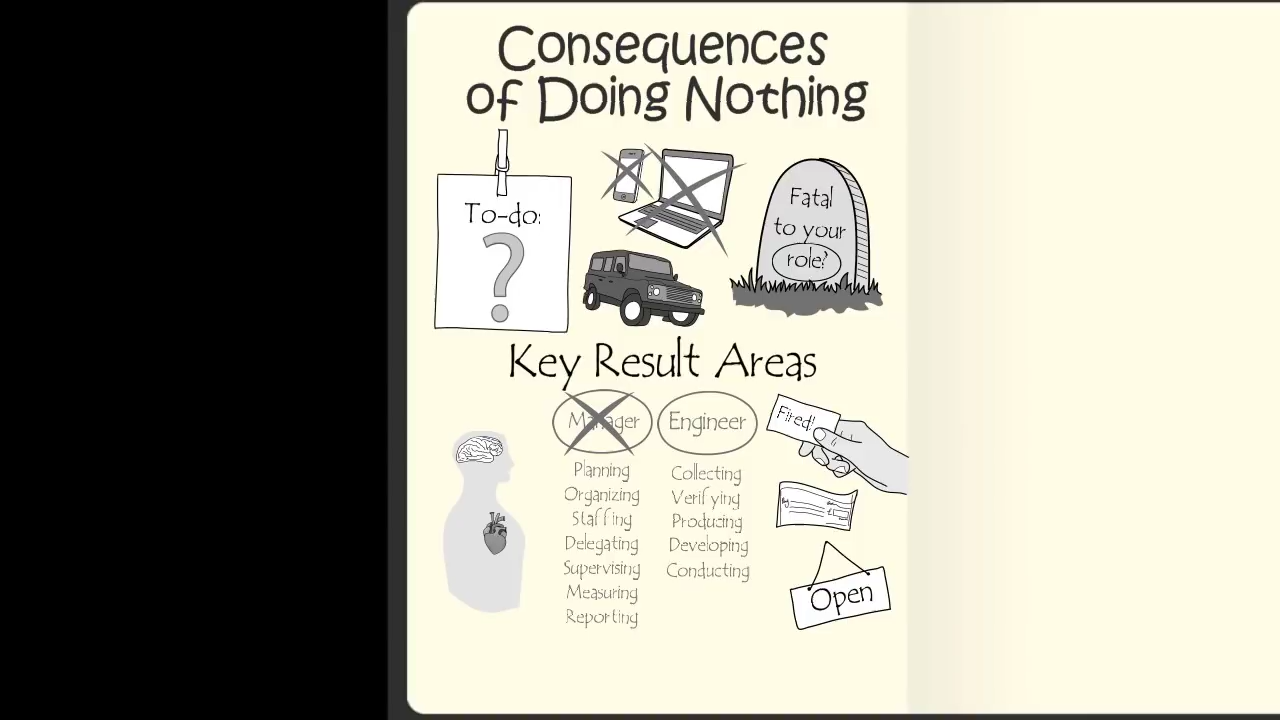 Consequences
of Doing Nothing
To-do:
Fatal
to your
role?
Key Result Areas
Manager
Engineer
Fired!
Planning
Organizing
Staffing
Delegating
Supervising
Measuring
Reporting
Collecting
Verifying
Producing
Developing
Conducting
Open